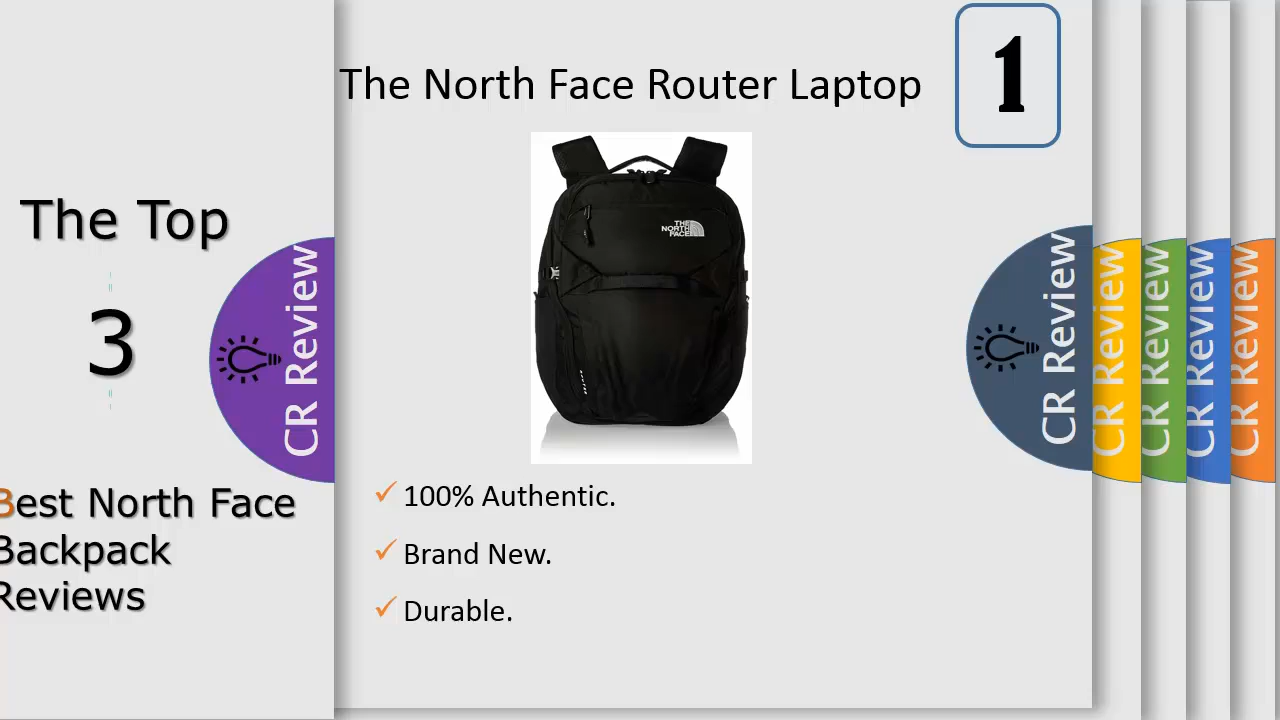 The Top
3
Best North Face
Backpack
Reviews
CR Review
The North Face Router Laptop
1
THE
NORTH
FACE
100% Authentic.
Brand New.
Durable.
CR Review
CR Review
CR Review
CR Review
CR Review